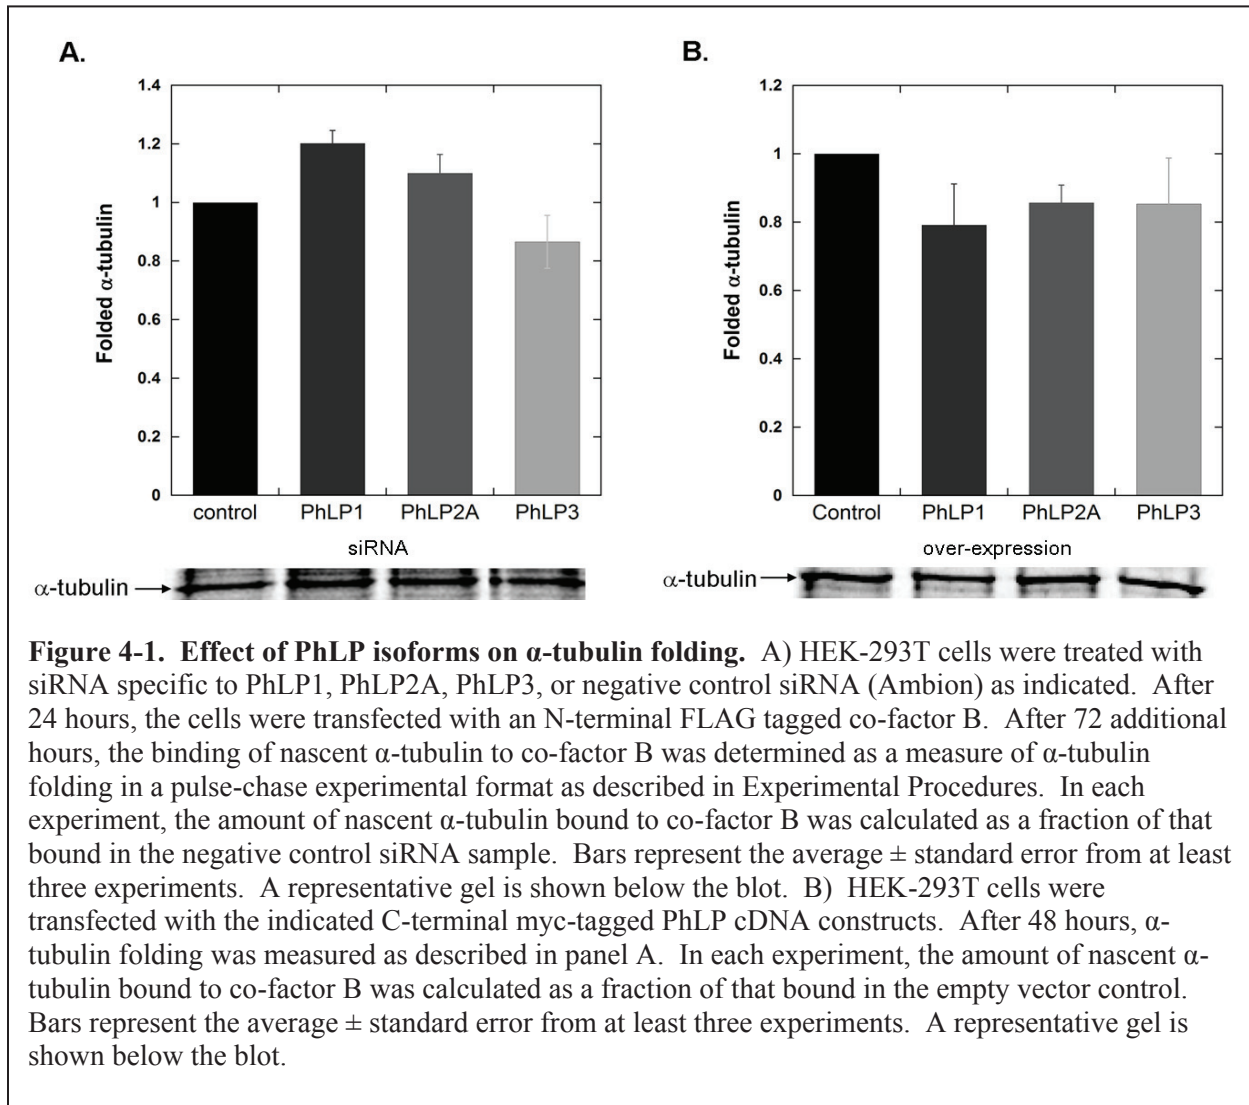 A.
1.4
1.2
1
0.8
0.6
0.4
0.2
0
Folded α-tubulin
control PhLP1 PhLP2A PhLP3
siRNA
α-tubulin
B.
1.2
1
0.8
0.6
0.4
0.2
0
Folded α-tubulin
Control PhLP1 PhLP2A PhLP3
over-expression
α-tubulin
Figure 4-1. Effect of PhLP isoforms on α-tubulin folding. A) HEK-293T cells were treated with
siRNA specific to PhLP1, PhLP2A, PhLP3, or negative control siRNA (Ambion) as indicated. After
24 hours, the cells were transfected with an N-terminal FLAG tagged co-factor B. After 72 additional
hours, the binding of nascent α-tubulin to co-factor B was determined as a measure of α-tubulin
folding in a pulse-chase experimental format as described in Experimental Procedures. In each
experiment, the amount of nascent α-tubulin bound to co-factor B was calculated as a fraction of that
bound in the negative control siRNA sample. Bars represent the average ± standard error from at least
three experiments. A representative gel is shown below the blot. B) HEK-293T cells were
transfected with the indicated C-terminal myc-tagged PhLP cDNA constructs. After 48 hours, α-
tubulin folding was measured as described in panel A. In each experiment, the amount of nascent α-
tubulin bound to co-factor B was calculated as a fraction of that bound in the empty vector control.
Bars represent the average ± standard error from at least three experiments. A representative gel is
shown below the blot.